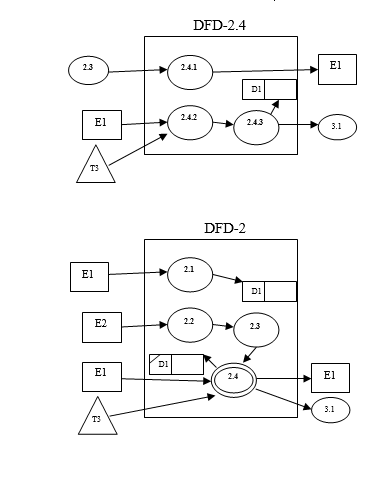 DFD-2.4
2.3
2.4.1
E1
D1
E1
2.4.2
2.4.3
3.1
T3
DFD-2
E1
2.1
D1
E2
2.2
2.3
D1
E1
2.4
E1
3.1
T3